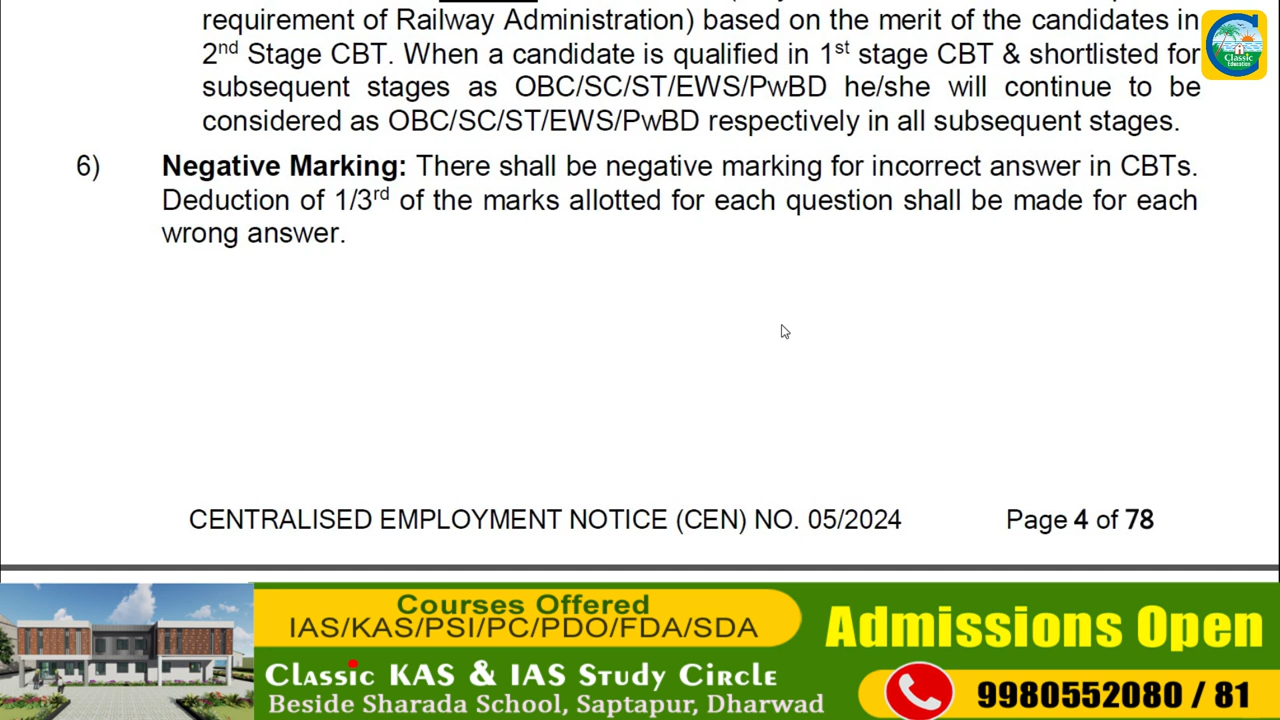 requirement of Railway Administration) based on the merit of the candidates in
2nd Stage CBT. When a candidate is qualified in 1st stage CBT & shortlisted for
subsequent stages as OBC/SC/ST/EWS/PwBD he/she will continue to be
considered as OBC/SC/ST/EWS/PwBD respectively in all subsequent stages.
6) Negative Marking: There shall be negative marking for incorrect answer in CBTs.
Deduction of 1/3rd of the marks allotted for each question shall be made for each
wrong answer.
CENTRALISED EMPLOYMENT NOTICE (CEN) NO. 05/2024 Page 4 of 78
Classic
Education
Courses Offered
IAS/KAS/PSI/PC/PDO/FDA/SDA
Classic KAS & IAS Study Circle
Beside Sharada School, Saptapur, Dharwad
Admissions Open
9980552080 / 81